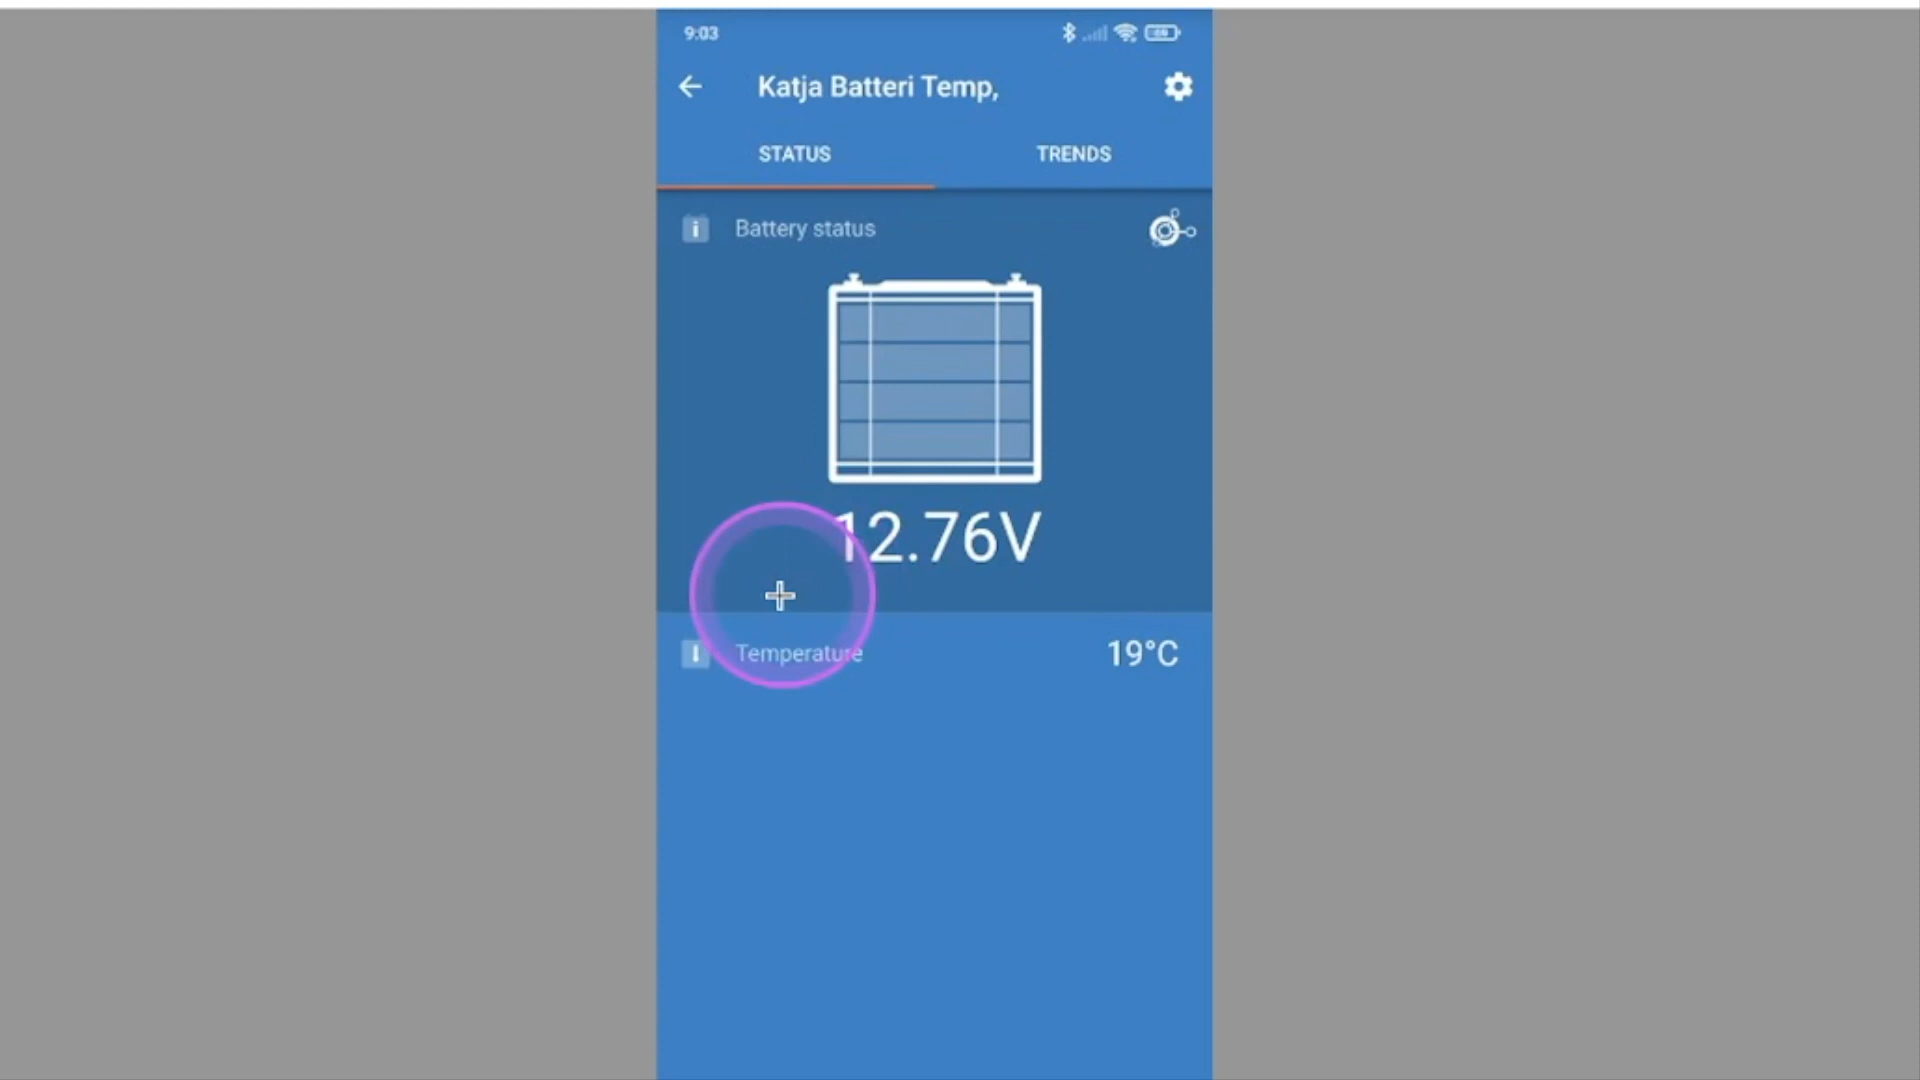 9:03
Katja Batteri Temp,
STATUS
TRENDS
Battery status
12.76V
Temperature
19°C